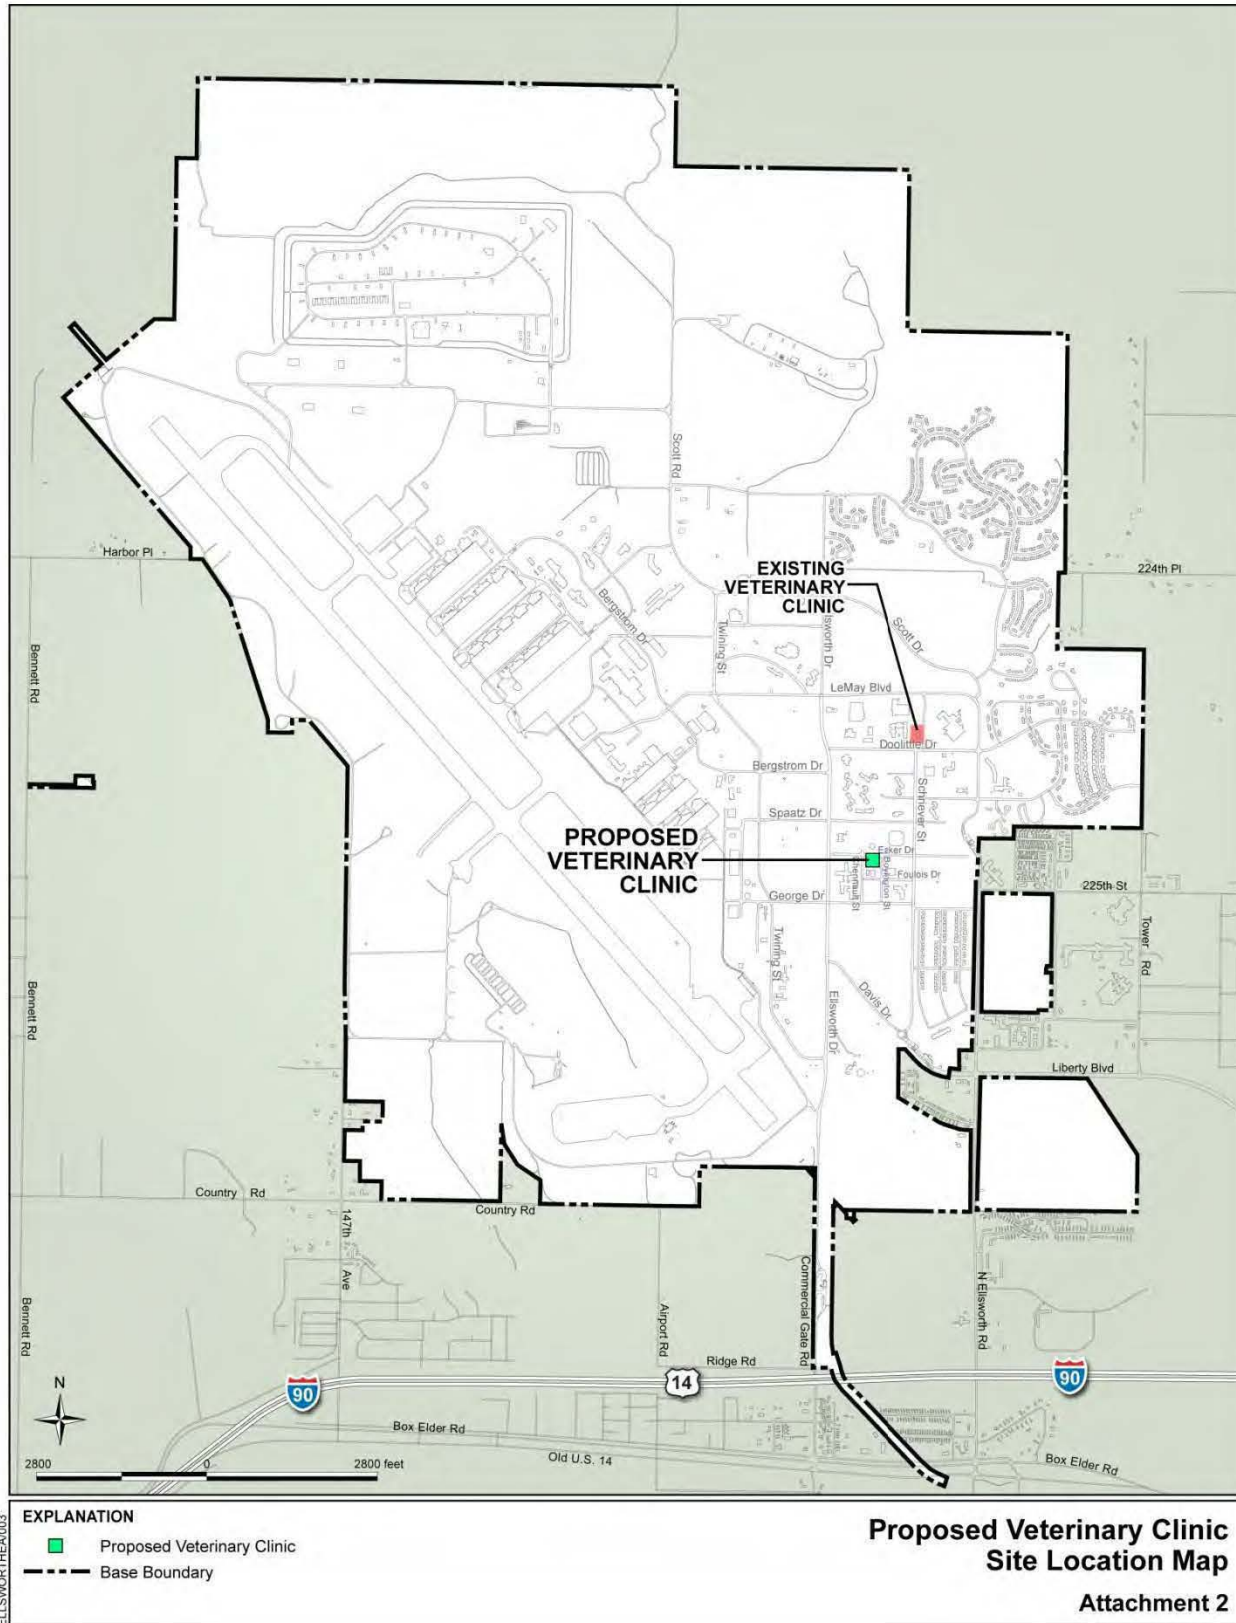 Scott Rd
Harbor Pl
224th Pl
EXISTING
VETERINARY
CLINIC
Bergstrom Dr
Twining St
llsworth Dr
Scott Dr
Bennett Rd
LeMay Blvd
Doolittle Dr
Bergstrom Dr
Schriever St
Spaatz Dr
PROPOSED
VETERINARY
CLINIC
Eaker Dr
Chennault St
Foulois Dr
George Dr
225th St
Tower Rd
Twining St
Bennett Rd
Ellsworth Dr
Davis Dr
Liberty Blvd
Country Rd
Country Rd
147th Ave
Bennett Rd
Airport Rd
Commercial Gate Rd
N Ellsworth Rd
Ridge Rd
90
14
90
N
Box Elder Rd
Old U.S. 14
Box Elder Rd
2800 0 2800 feet
EXPLANATION
Proposed Veterinary Clinic
Base Boundary
Proposed Veterinary Clinic
Site Location Map
Attachment 2